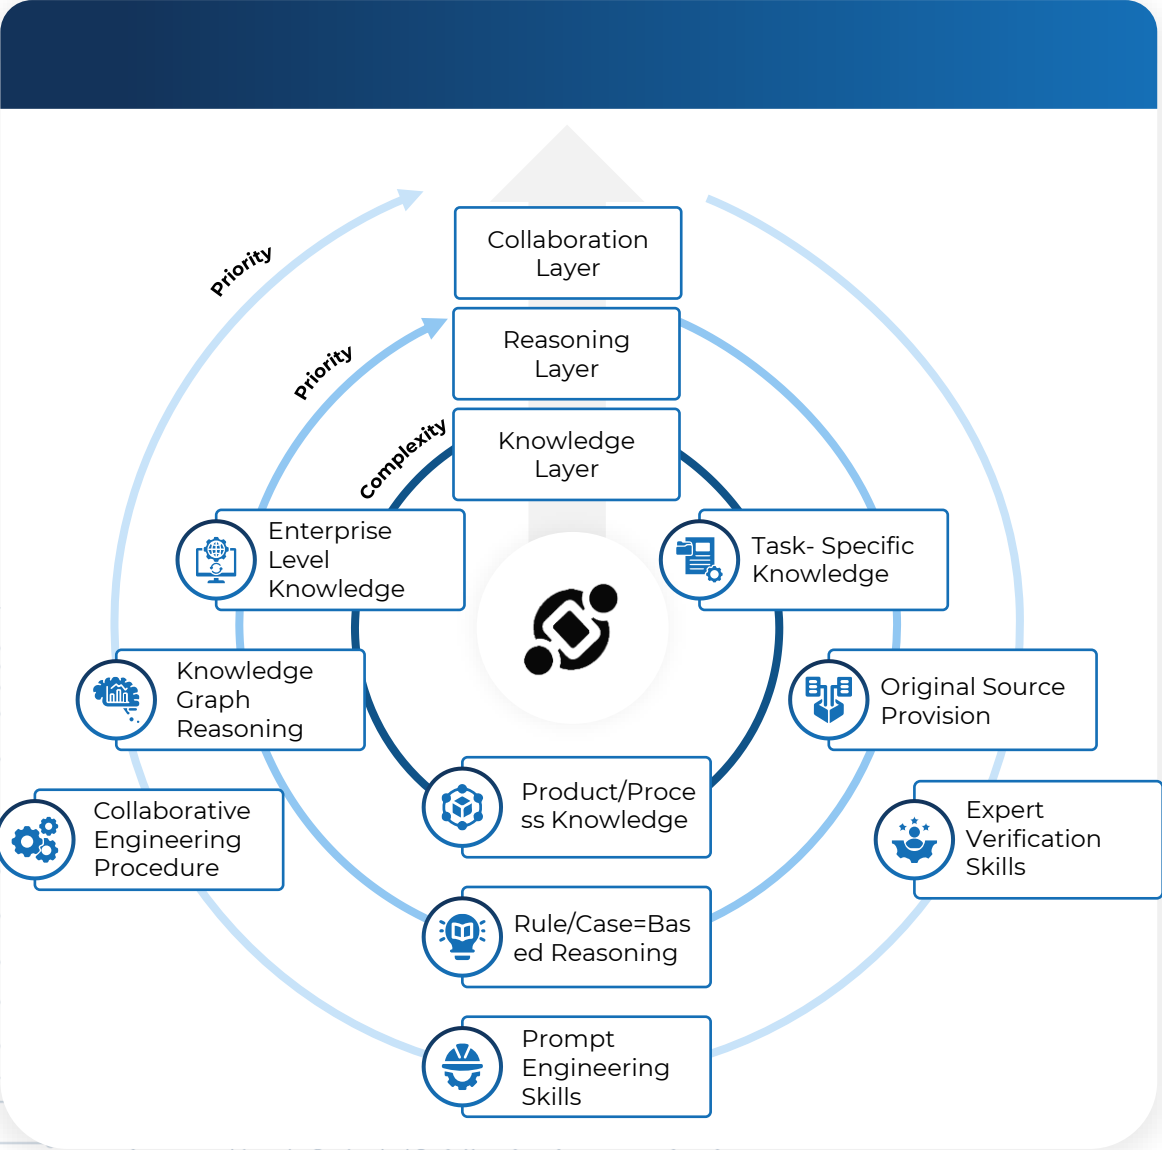 Collaboration
Layer
Priority
Reasoning
Layer
Priority
Knowledge
Layer
Complexity
Enterprise
Level
Knowledge
Task- Specific
Knowledge
Knowledge
Graph
Reasoning
Original Source
Provision
Product/Proce
ss Knowledge
Collaborative
Engineering
Procedure
Expert
Verification
Skills
Rule/Case=Bas
ed Reasoning
Prompt
Engineering
Skills